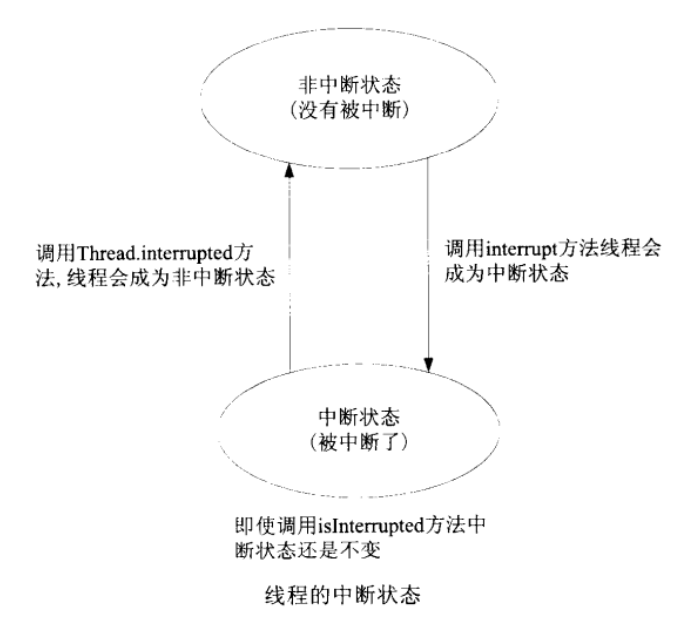 非中断状态
(没有被中断)
调用Thread.interrupted方
法,线程会成为非中断状态
调用interrupt方法线程会
成为中断状态
中断状态
(被中断了)
即使调用isInterrupted方法中
断状态还是不变
线程的中断状态